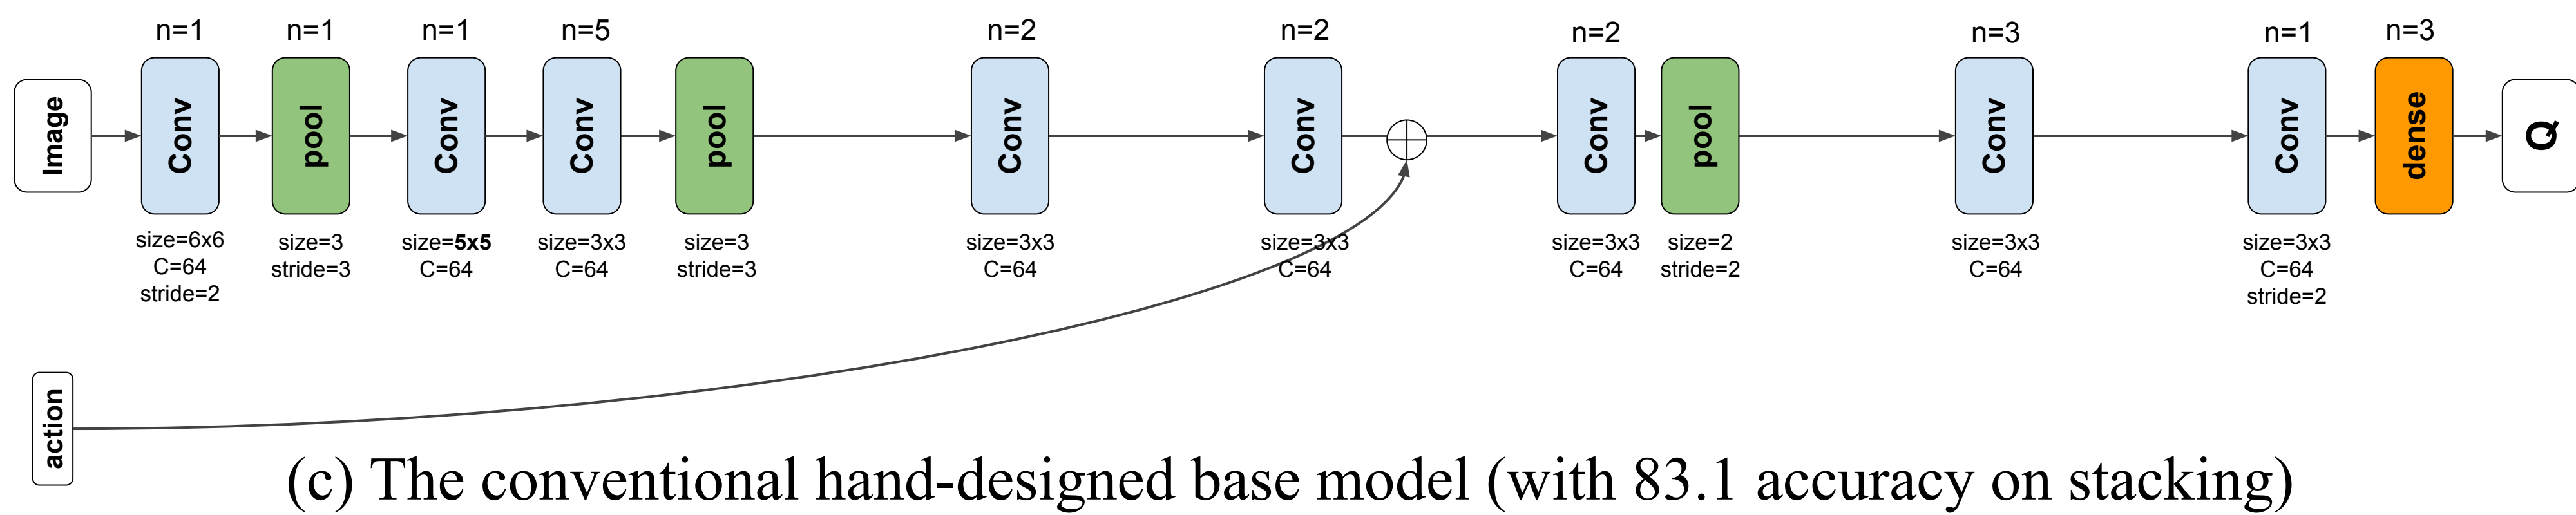 n=1
n=1
n=1
n=5
n=2
n=2
n=2
n=3
n=1
n=3
Image
Conv
pool
Conv
Conv
pool
Conv
Conv
Conv
pool
Conv
Conv
dense
Q
size=6x6
C=64
stride=2
size=3
stride=3
size=5x5
C=64
size=3x3
C=64
size=3
stride=3
size=3x3
C=64
size=3x3
C=64
size=3x3
C=64
size=2
stride=2
size=3x3
C=64
size=3x3
C=64
stride=2
action
(c) The conventional hand-designed base model (with 83.1 accuracy on stacking)